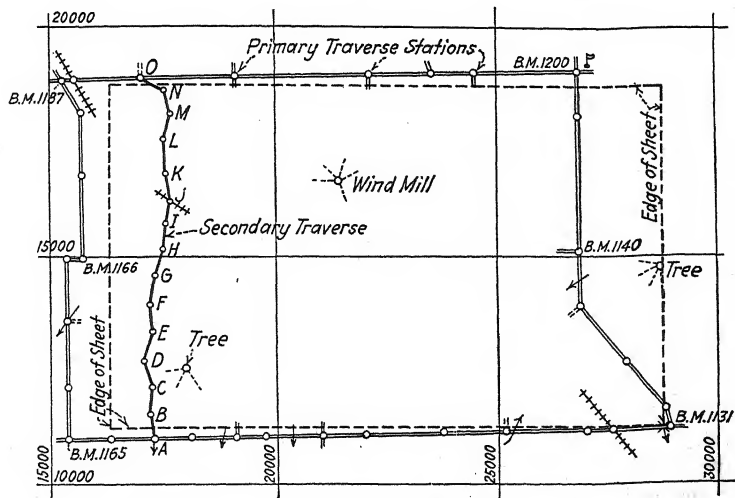 20000
O
Primary Traverse Stations
B.M.1200
P
B.M.1187
N
M
L
K
J
I
H
G
F
E
D
C
B
A
Wind Mill
Edge of Sheet
Secondary Traverse
15000
B.M.1166
B.M.1140
Tree
Tree
Edge of Sheet
B.M.1131
B.M.1165
15000
10000
20000
25000
30000